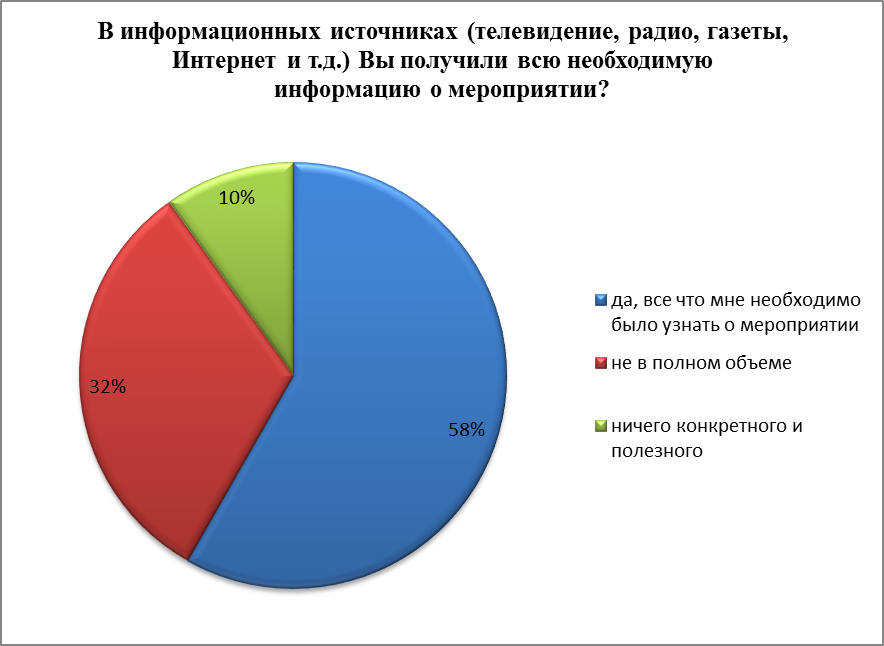 В информационных источниках (телевидение, радио, газеты,
Интернет и т.д.) Вы получили всю необходимую
информацию о мероприятии?
10%
32%
58%
да, все что мне необходимо
было узнать о мероприятии
не в полном объеме
ничего конкретного и
полезного